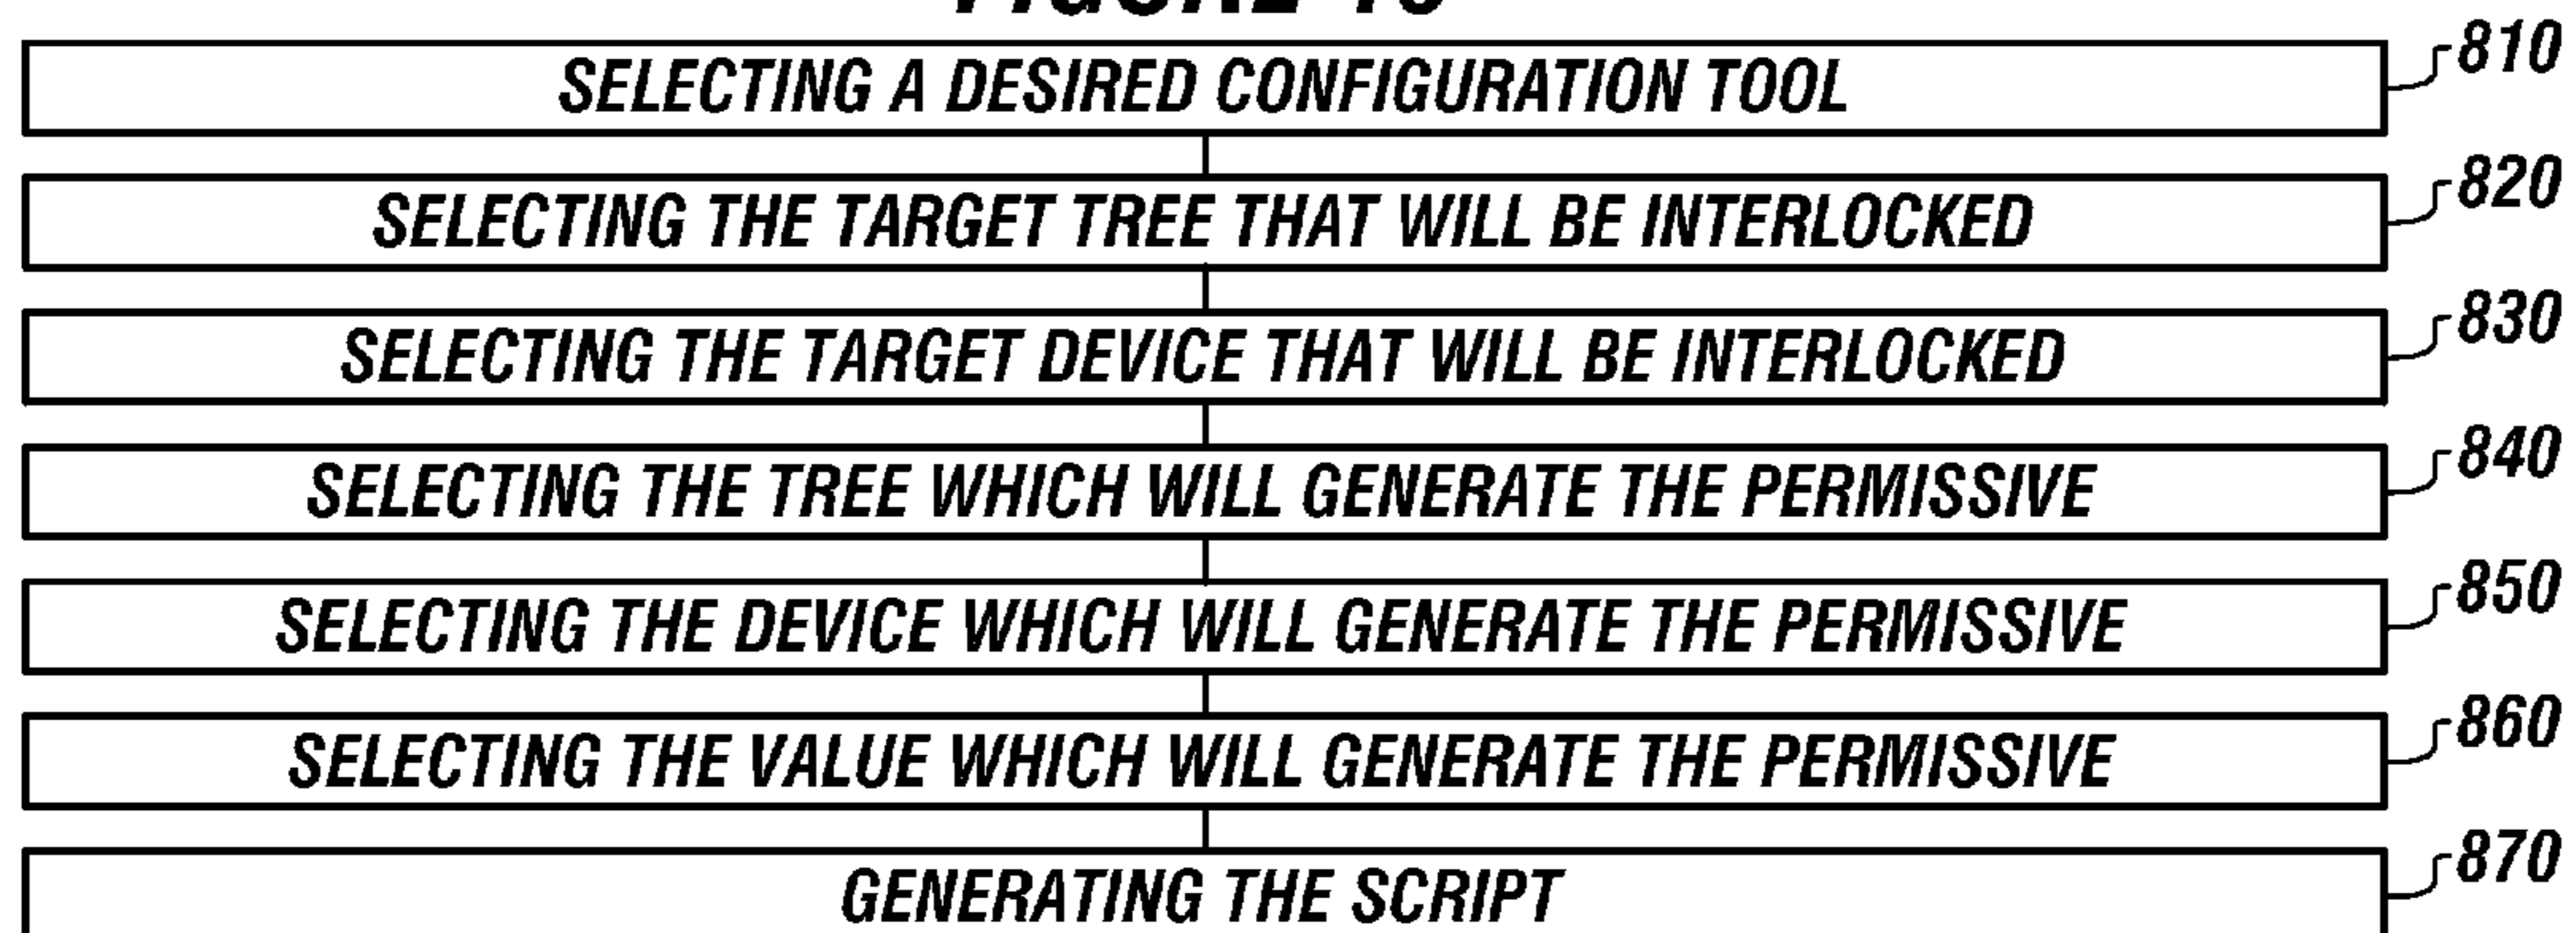 SELECTING A DESIRED CONFIGURATION TOOL 810
SELECTING THE TARGET TREE THAT WILL BE INTERLOCKED 820
SELECTING THE TARGET DEVICE THAT WILL BE INTERLOCKED 830
SELECTING THE TREE WHICH WILL GENERATE THE PERMISSIVE 840
SELECTING THE DEVICE WHICH WILL GENERATE THE PERMISSIVE 850
SELECTING THE VALUE WHICH WILL GENERATE THE PERMISSIVE 860
GENERATING THE SCRIPT 870